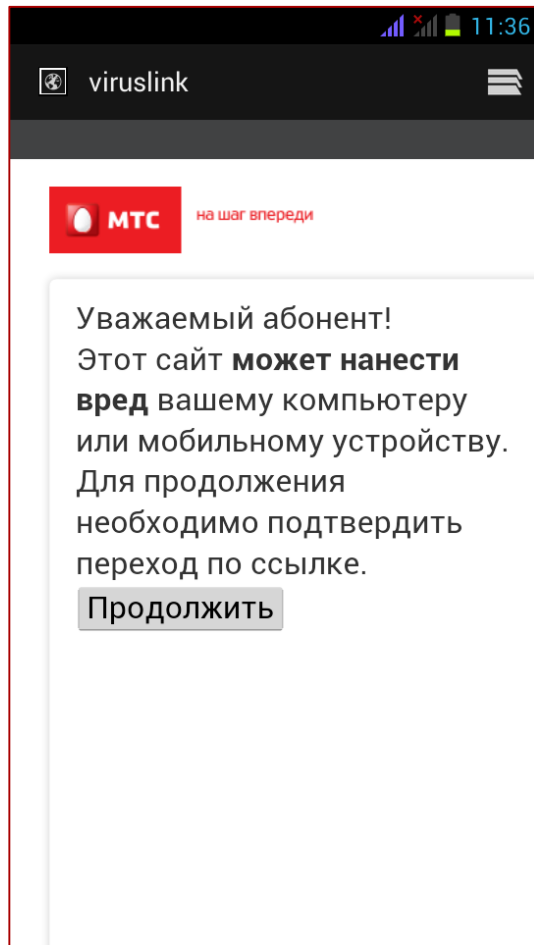 11:36
viruslink
МТС на шаг впереди
Уважаемый абонент!
Этот сайт может нанести
вред вашему компьютеру
или мобильному устройству.
Для продолжения
необходимо подтвердить
переход по ссылке.
Продолжить